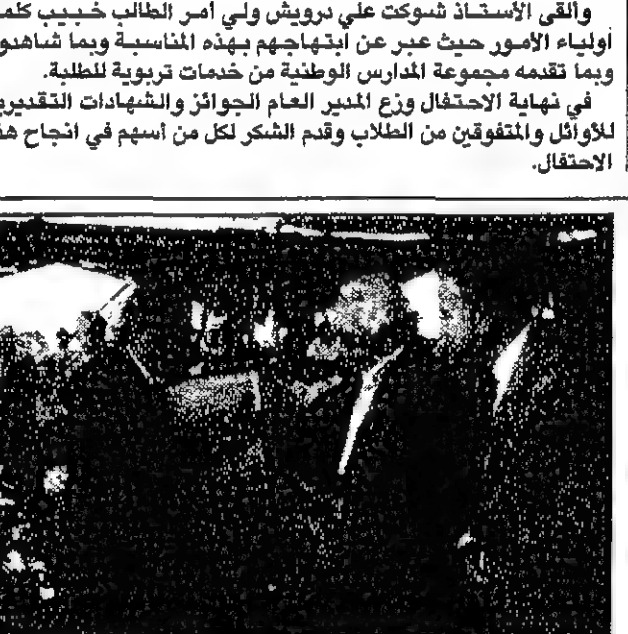 وألقى الأستاذ شوكت علي درويش ولي أمر الطالب خبيب كلمة
أولياء الأمور حيث عبر عن ابتهاجهم بهذه المناسبة وبما شاهدو
وبما تقدمه مجموعة المدارس الوطنية من خدمات تربوية للطلبة.
في نهاية الاحتفال وزع المدير العام الجوائز والشهادات التقديري
للأوائل والمتفوقين من الطلاب وقدم الشكر لكل من أسهم في انجاح هذ
الاحتفال.